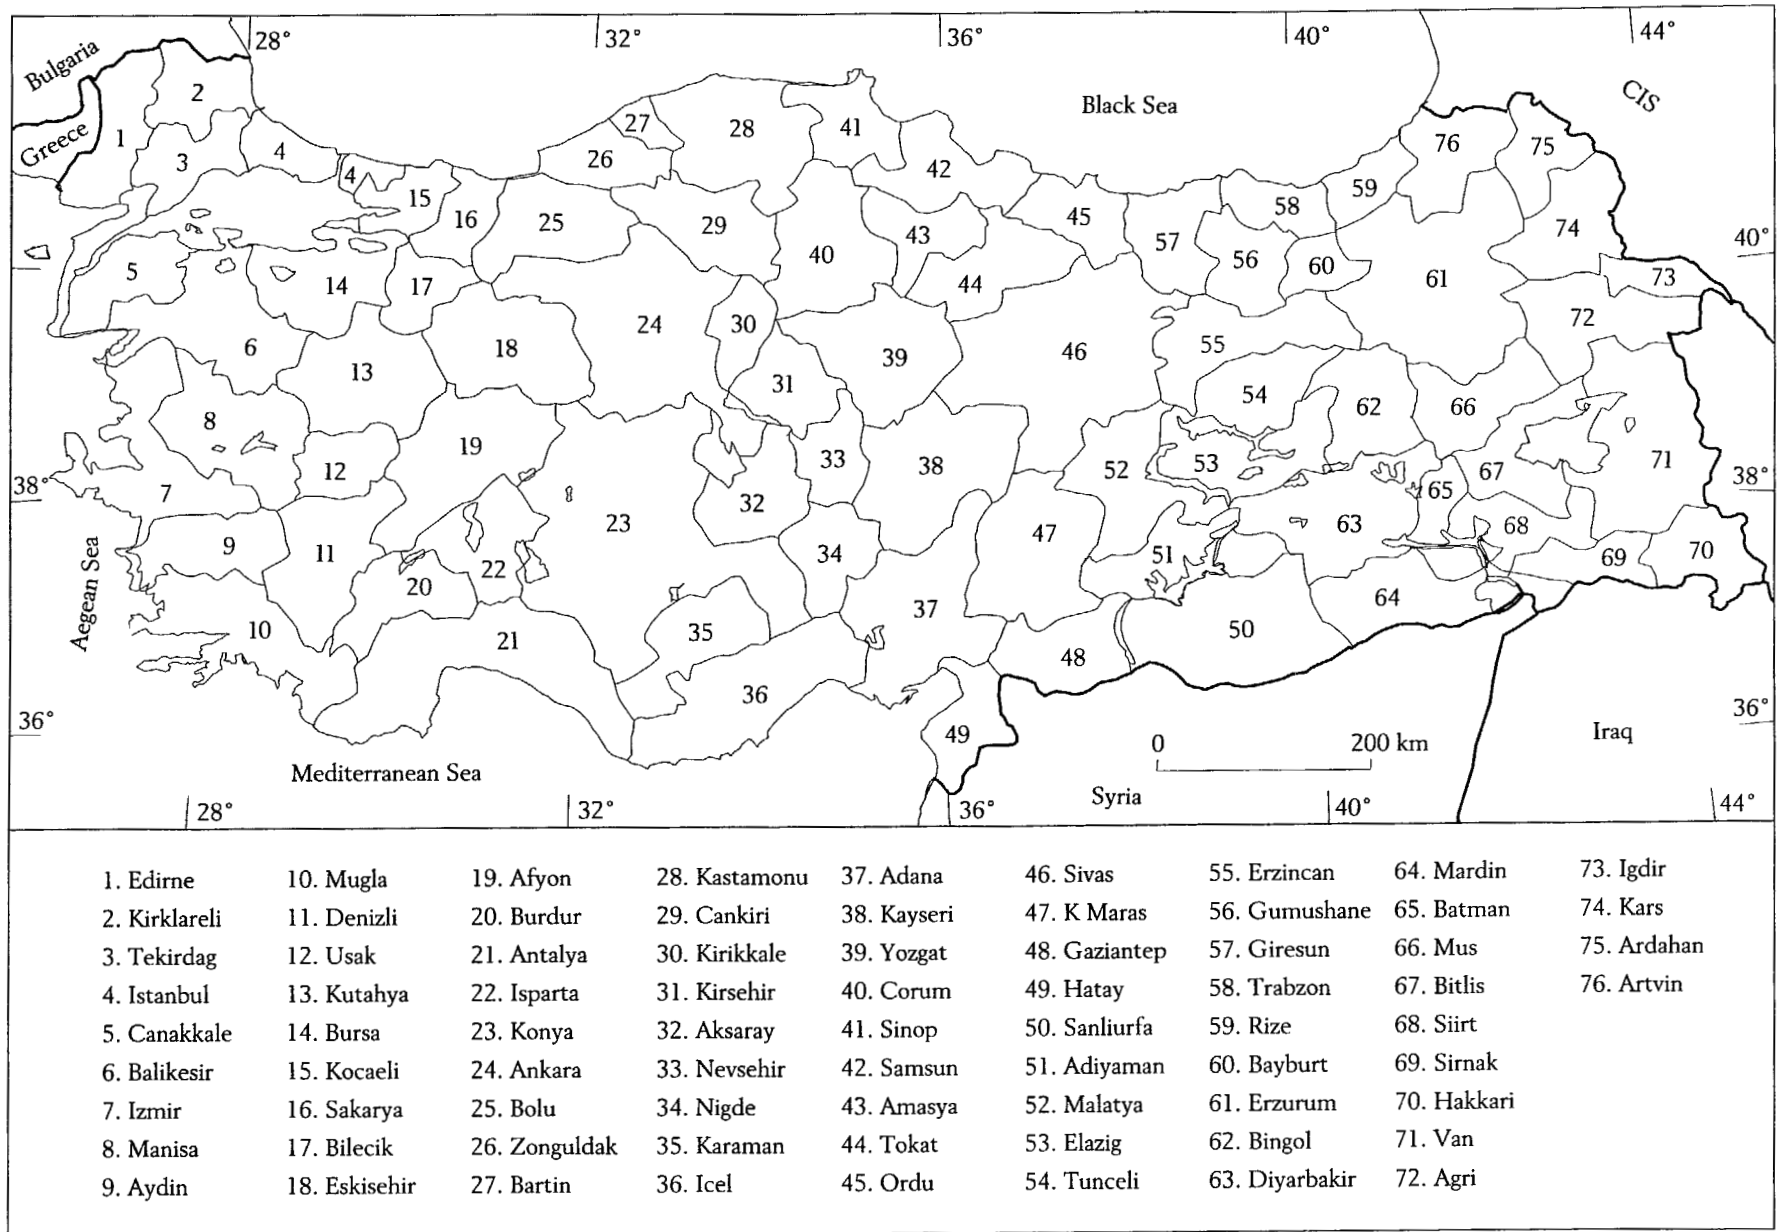 28° 32° 36° 40° 44°
Bulgaria
Greece
Black Sea
CIS
1 2 3 4 4 15 16 25 26 27 28 41 42 76 75
5 14 17 29 40 43 44 45 57 58 59 56 60 61 74 73 40°
6 13 18 24 30 31 39 46 55 54 62 66 72
8 12 19 33 38 52 53 67 71
38° 7 32 23 47 63 65 68 38°
9 11 22 20 34 51 69 70
Aegean Sea
10 21 35 37 48 50 64
36° 36 49 36°
0 200 km
Mediterranean Sea
Syria
Iraq
28° 32° 36° 40° 44°
1. Edirne
2. Kirklareli
3. Tekirdag
4. Istanbul
5. Canakkale
6. Balikesir
7. Izmir
8. Manisa
9. Aydin
10. Mugla
11. Denizli
12. Usak
13. Kutahya
14. Bursa
15. Kocaeli
16. Sakarya
17. Bilecik
18. Eskisehir
19. Afyon
20. Burdur
21. Antalya
22. Isparta
23. Konya
24. Ankara
25. Bolu
26. Zonguldak
27. Bartin
28. Kastamonu
29. Cankiri
30. Kirikkale
31. Kirsehir
32. Aksaray
33. Nevsehir
34. Nigde
35. Karaman
36. Icel
37. Adana
38. Kayseri
39. Yozgat
40. Corum
41. Sinop
42. Samsun
43. Amasya
44. Tokat
45. Ordu
46. Sivas
47. K Maras
48. Gaziantep
49. Hatay
50. Sanliurfa
51. Adiyaman
52. Malatya
53. Elazig
54. Tunceli
55. Erzincan
56. Gumushane
57. Giresun
58. Trabzon
59. Rize
60. Bayburt
61. Erzurum
62. Bingol
63. Diyarbakir
64. Mardin
65. Batman
66. Mus
67. Bitlis
68. Siirt
69. Sirnak
70. Hakkari
71. Van
72. Agri
73. Igdir
74. Kars
75. Ardahan
76. Artvin